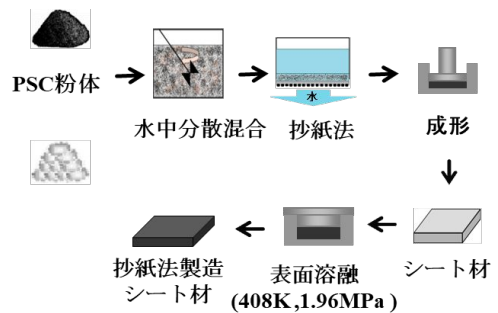 PSC粉体
水中分散混合
抄紙法
水
成形
シート材
表面溶融
(408K,1.96MPa)
抄紙法製造
シート材